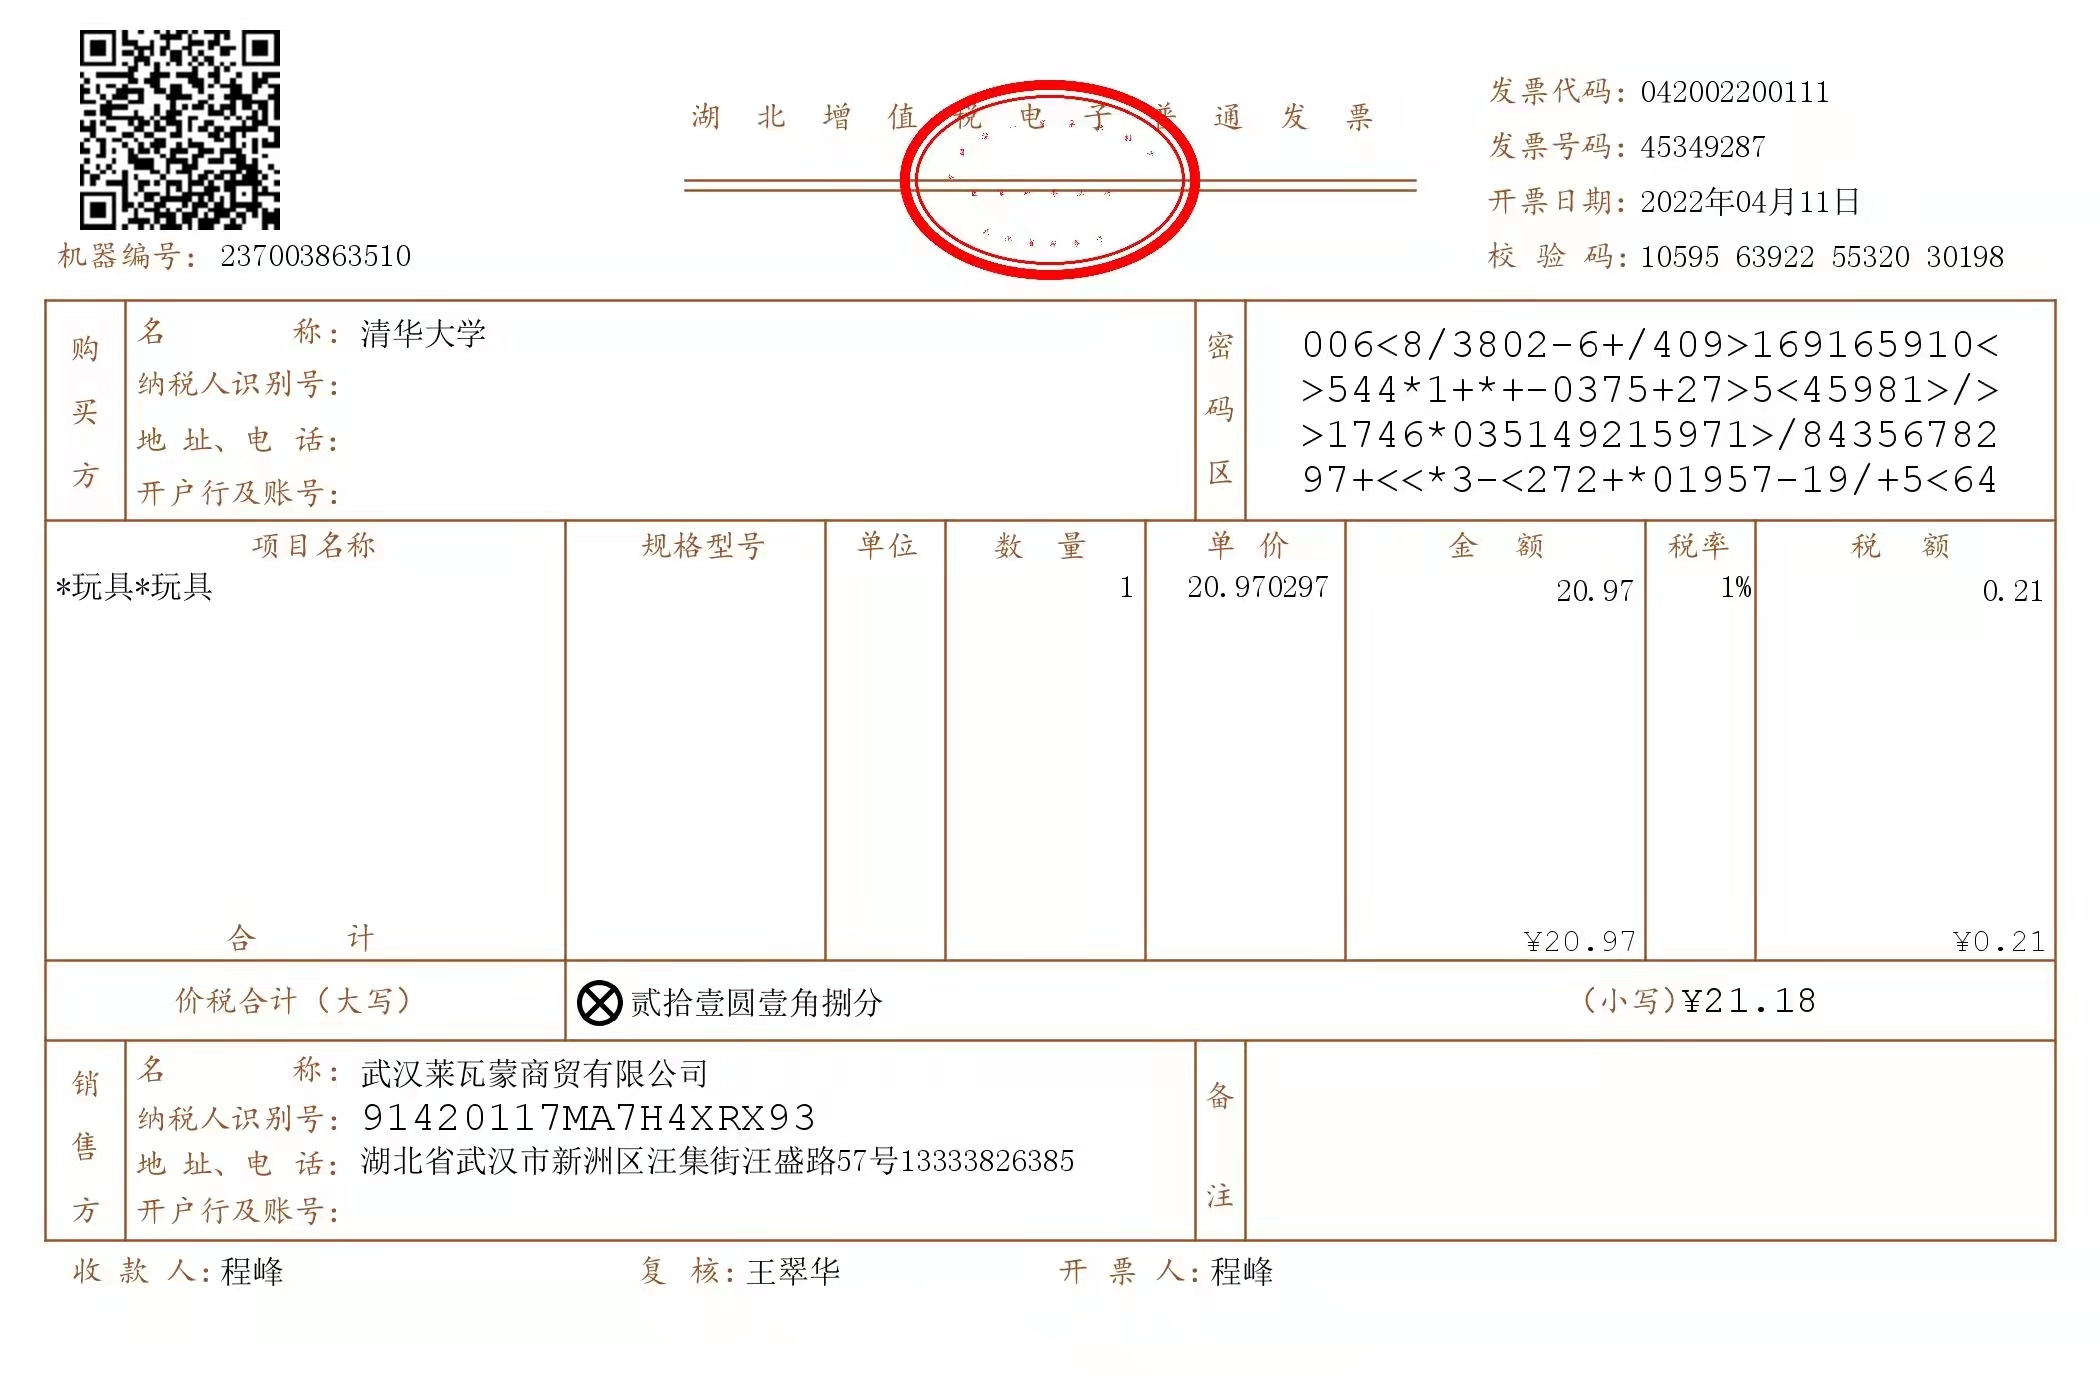 湖北增值税电子普通发票
发票代码: 042002200111
发票号码: 45349287
开票日期: 2022年04月11日
机器编号: 237003863510
校验码: 10595 63922 55320 30198
购买方
名称: 清华大学
纳税人识别号:
地址、电话:
开户行及账号:
密码区
006<8/3802-6+/409>169165910<
>544*1+*+-0375+27>5<45981>/>
>1746*035149215971>/84356782
97+<<*3-<272+*01957-19/+5<64
项目名称 规格型号 单位 数量 单价 金额 税率 税额
*玩具*玩具 1 20.970297 20.97 1% 0.21
合计 ¥20.97 ¥0.21
价税合计(大写) 贰拾壹圆壹角捌分 (小写)¥21.18
销售方
名称: 武汉莱瓦蒙商贸有限公司
纳税人识别号: 91420117MA7H4XRX93
地址、电话: 湖北省武汉市新洲区汪集街汪盛路57号13333826385
开户行及账号:
备注
收款人: 程峰 复核: 王翠华 开票人: 程峰